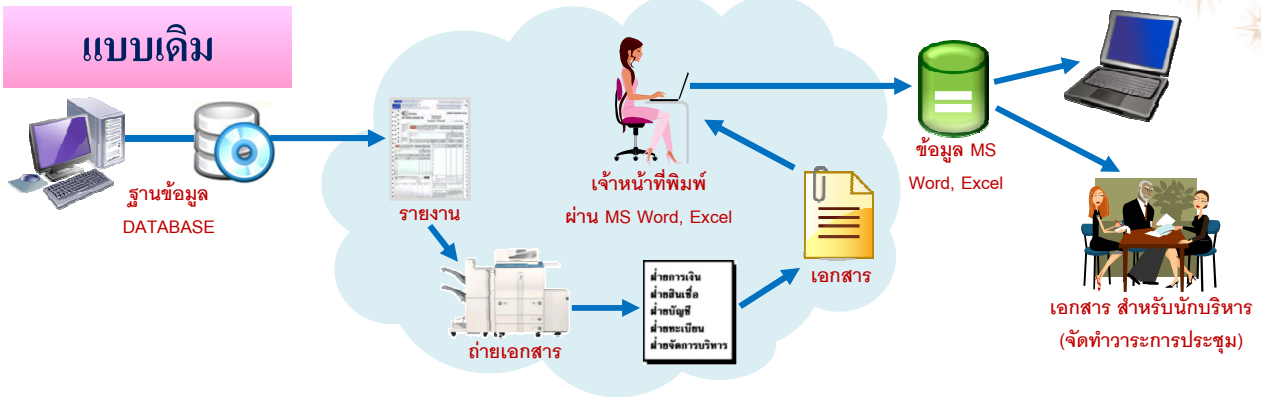 แบบเดิม
ฐานข้อมูล
DATABASE
รายงาน
ถ่ายเอกสาร
ฝ่ายการเงิน
ฝ่ายสินเชื่อ
ฝ่ายบัญชี
ฝ่ายทะเบียน
ฝ่ายจัดการบริหาร
เอกสาร
เจ้าหน้าที่พิมพ์
ผ่าน MS Word, Excel
ข้อมูล MS
Word, Excel
เอกสาร สำหรับนักบริหาร
(จัดทำวาระการประชุม)